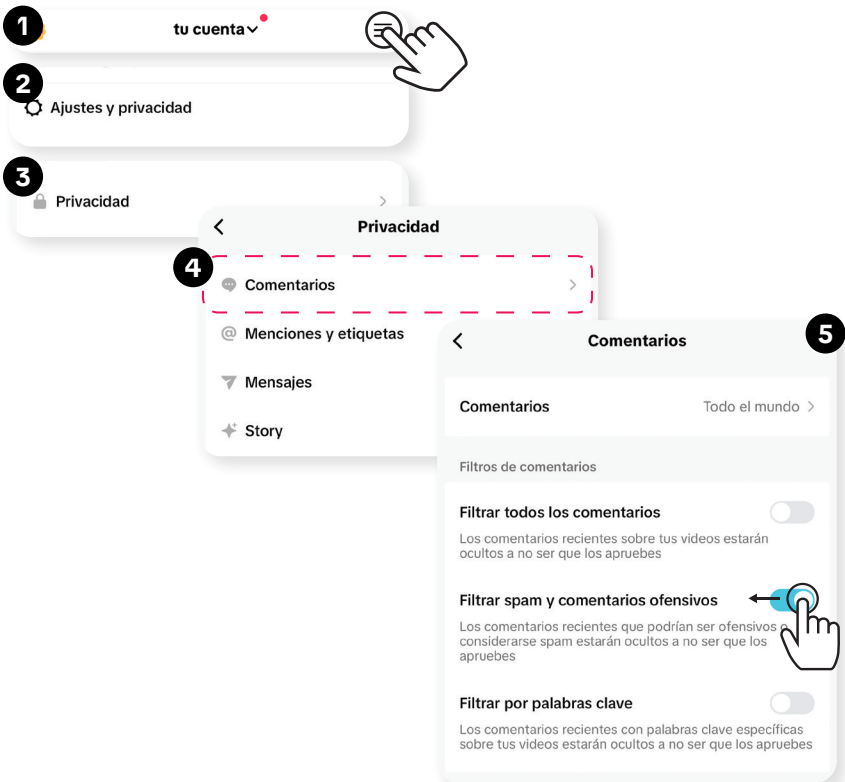 1
tu cuenta
2
Ajustes y privacidad
3
Privacidad
Privacidad
4
Comentarios
@ Menciones y etiquetas
Mensajes
Story
5
Comentarios
Comentarios Todo el mundo
Filtros de comentarios
Filtrar todos los comentarios
Los comentarios recientes sobre tus videos estarán
ocultos a no ser que los apruebes
Filtrar spam y comentarios ofensivos
Los comentarios recientes que podrían ser ofensivos o
considerarse spam estarán ocultos a no ser que los
apruebes
Filtrar por palabras clave
Los comentarios recientes con palabras clave específicas
sobre tus videos estarán ocultos a no ser que los apruebes